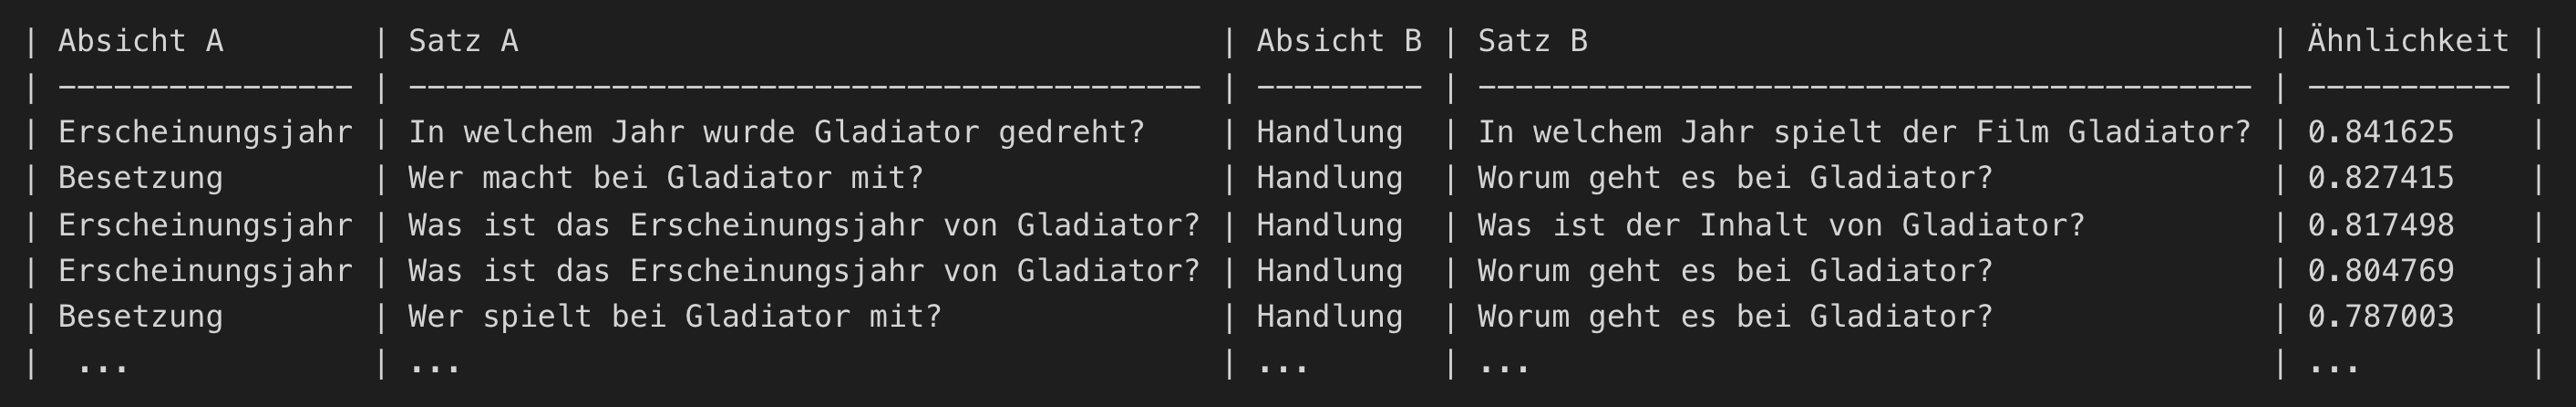 | Absicht A        | Satz A                                      | Absicht B | Satz B                                     | Ähnlichkeit |
| ---------------- | ------------------------------------------- | --------- | ------------------------------------------ | ----------- |
| Erscheinungsjahr | In welchem Jahr wurde Gladiator gedreht?    | Handlung  | In welchem Jahr spielt der Film Gladiator? | 0.841625    |
| Besetzung        | Wer macht bei Gladiator mit?                | Handlung  | Worum geht es bei Gladiator?               | 0.827415    |
| Erscheinungsjahr | Was ist das Erscheinungsjahr von Gladiator? | Handlung  | Was ist der Inhalt von Gladiator?          | 0.817498    |
| Erscheinungsjahr | Was ist das Erscheinungsjahr von Gladiator? | Handlung  | Worum geht es bei Gladiator?               | 0.804769    |
| Besetzung        | Wer spielt bei Gladiator mit?               | Handlung  | Worum geht es bei Gladiator?               | 0.787003    |
|  ...             | ...                                         | ...       | ...                                        | ...         |